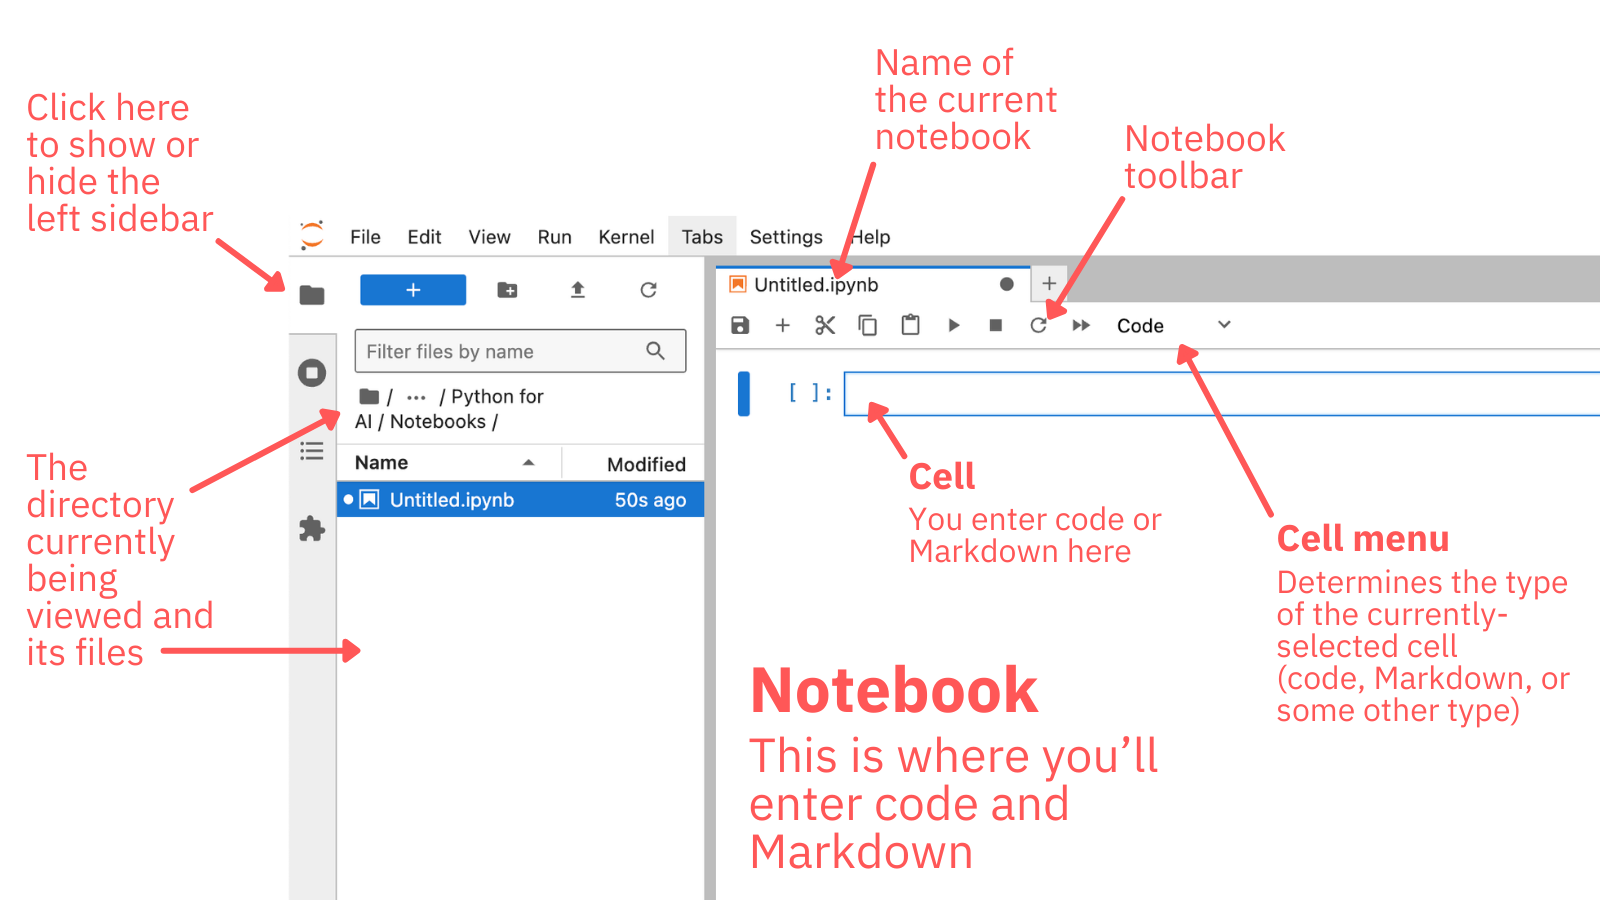 Name of
the current
notebook
Click here
to show or
hide the
left sidebar
Notebook
toolbar
File Edit View Run Kernel Tabs Settings Help
Untitled.ipynb
Code
Filter files by name
/ ... / Python for
AI / Notebooks /
[ ]:
Name Modified
Untitled.ipynb 50s ago
The
directory
currently
being
viewed and
its files
Cell
You enter code or
Markdown here
Cell menu
Determines the type
of the currently-
selected cell
(code, Markdown, or
some other type)
Notebook
This is where you’ll
enter code and
Markdown